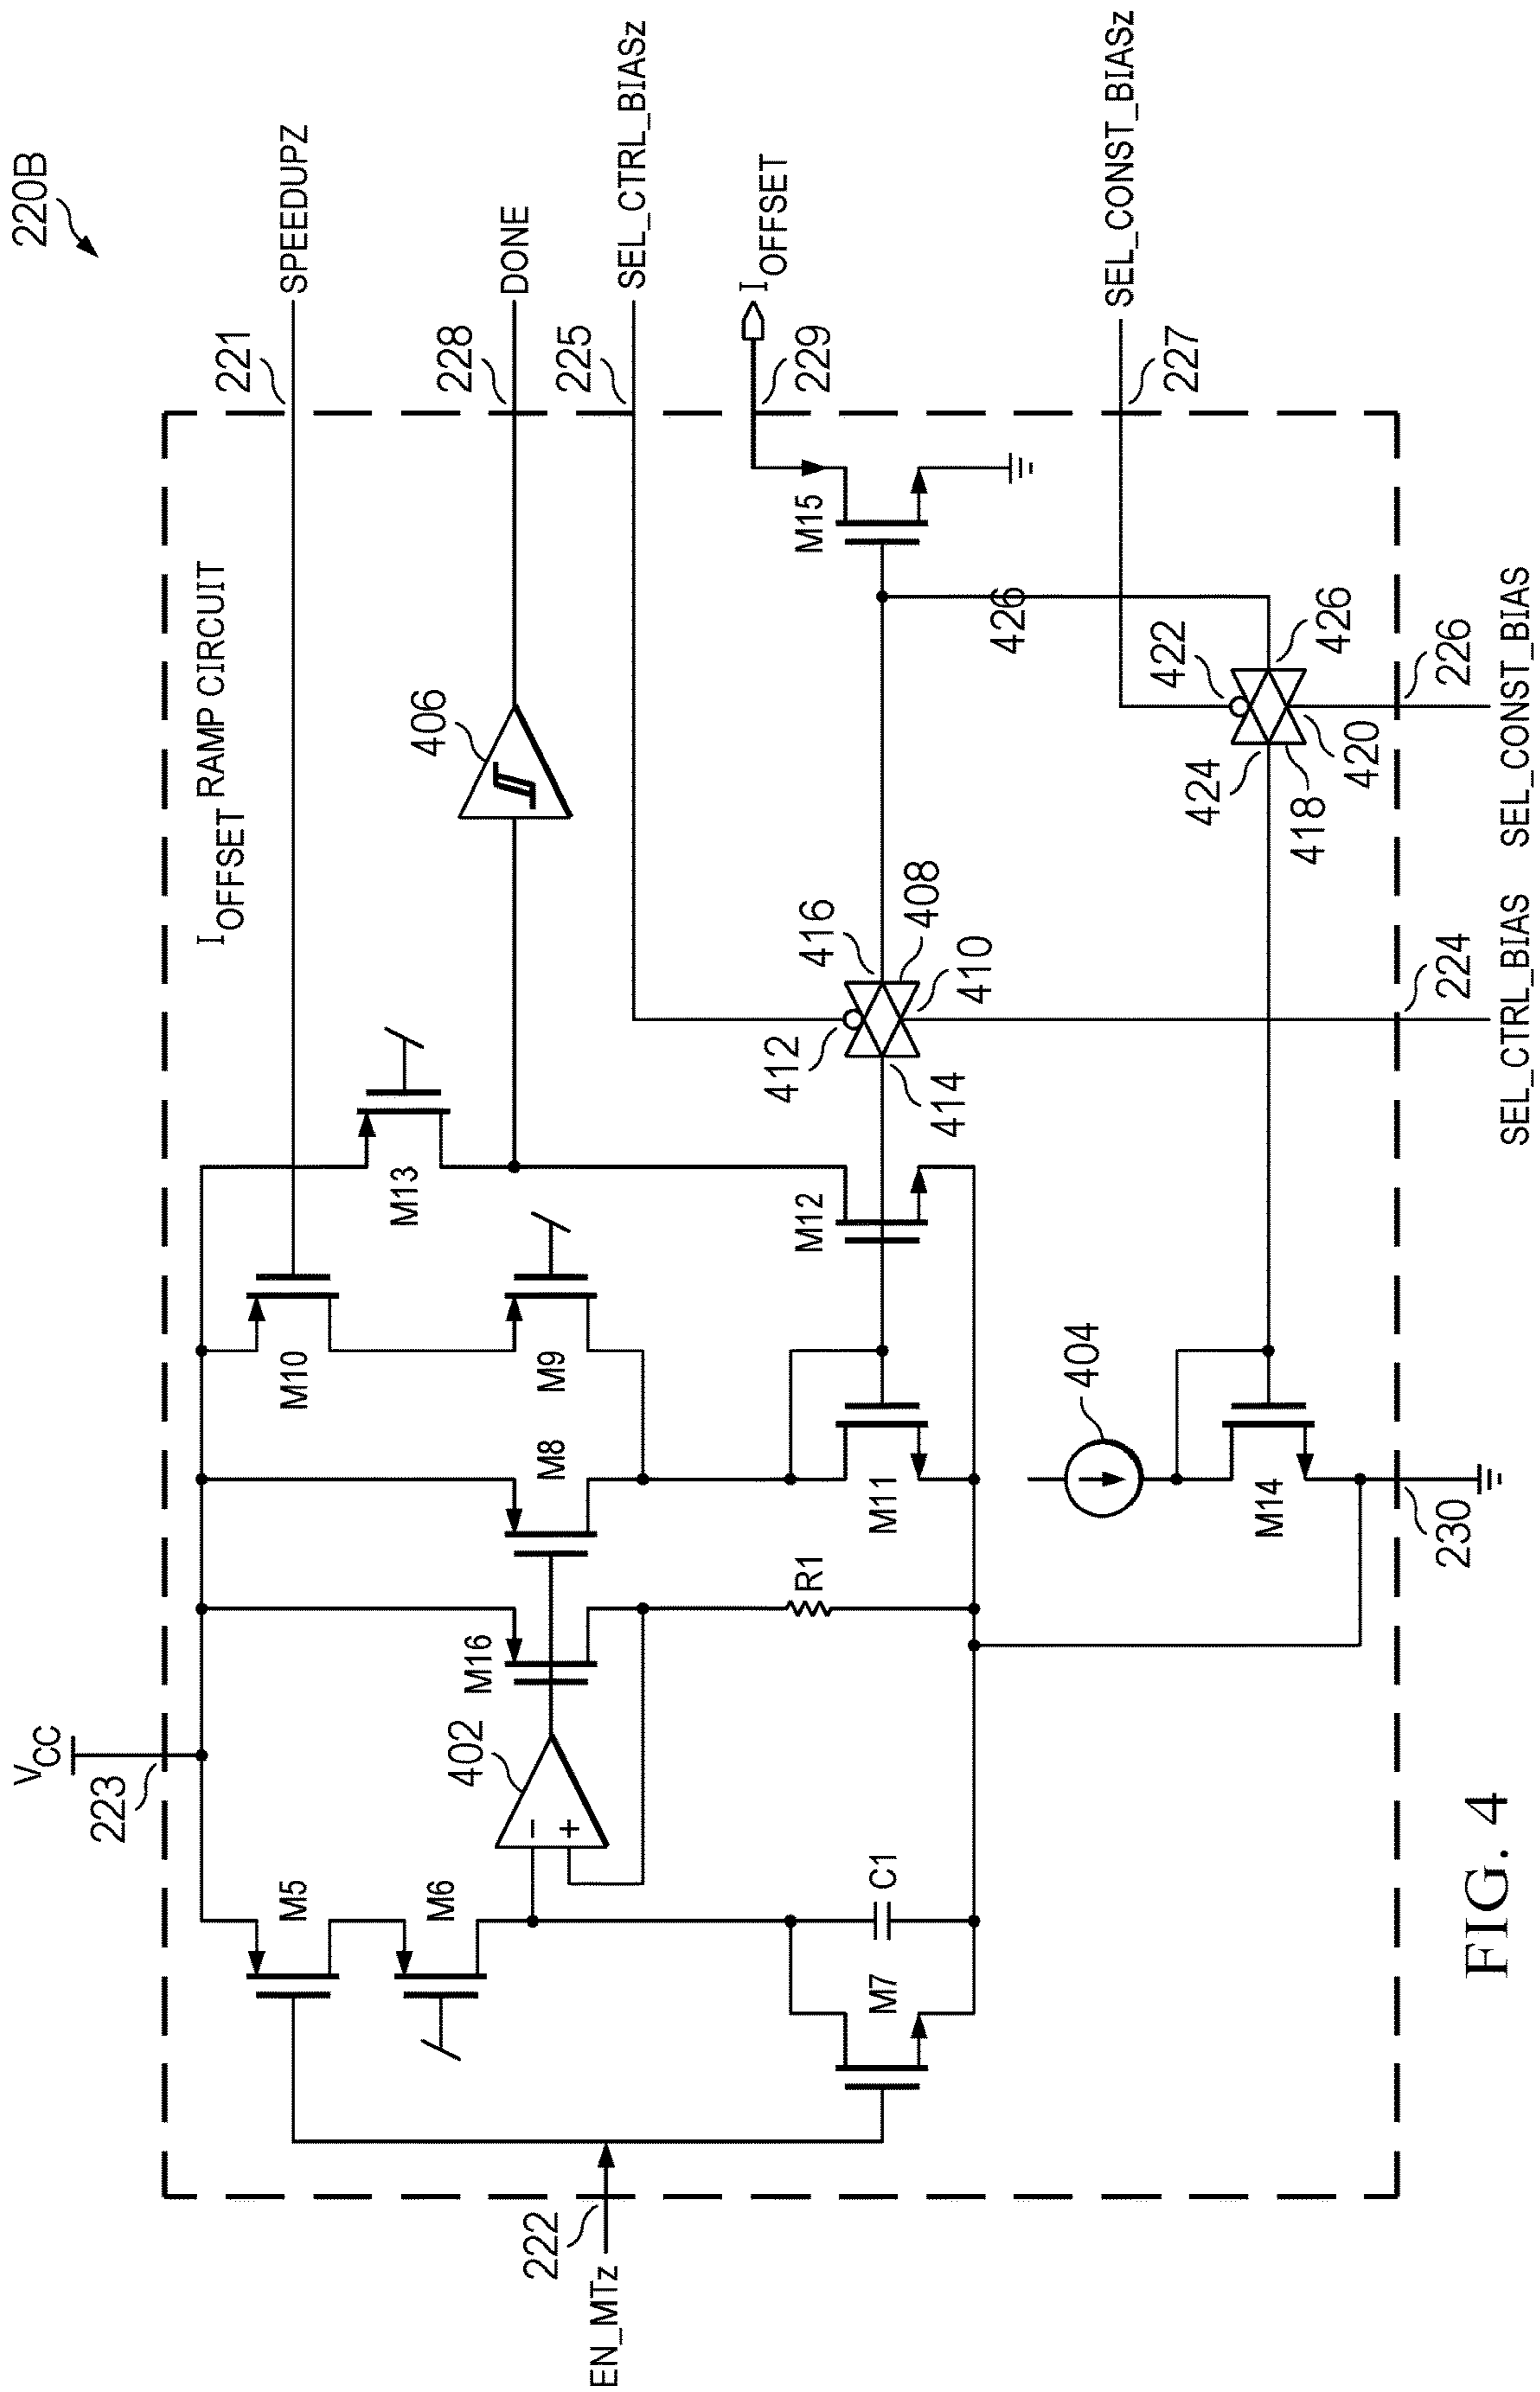 220B
VCC
223
IOFFSET RAMP CIRCUIT
SPEEDUPZ
221
M5
M10
M13
M6
M16
M8
M9
402
−
+
406
228
DONE
225
SEL_CTRL_BIASz
222
EN_MTz
M7
C1
R1
M11
M12
412
414
416
408
410
M15
229
IOFFSET
426
404
M14
230
424
422
418
420
426
227
SEL_CONST_BIASz
224
SEL_CTRL_BIAS
226
SEL_CONST_BIAS
FIG. 4